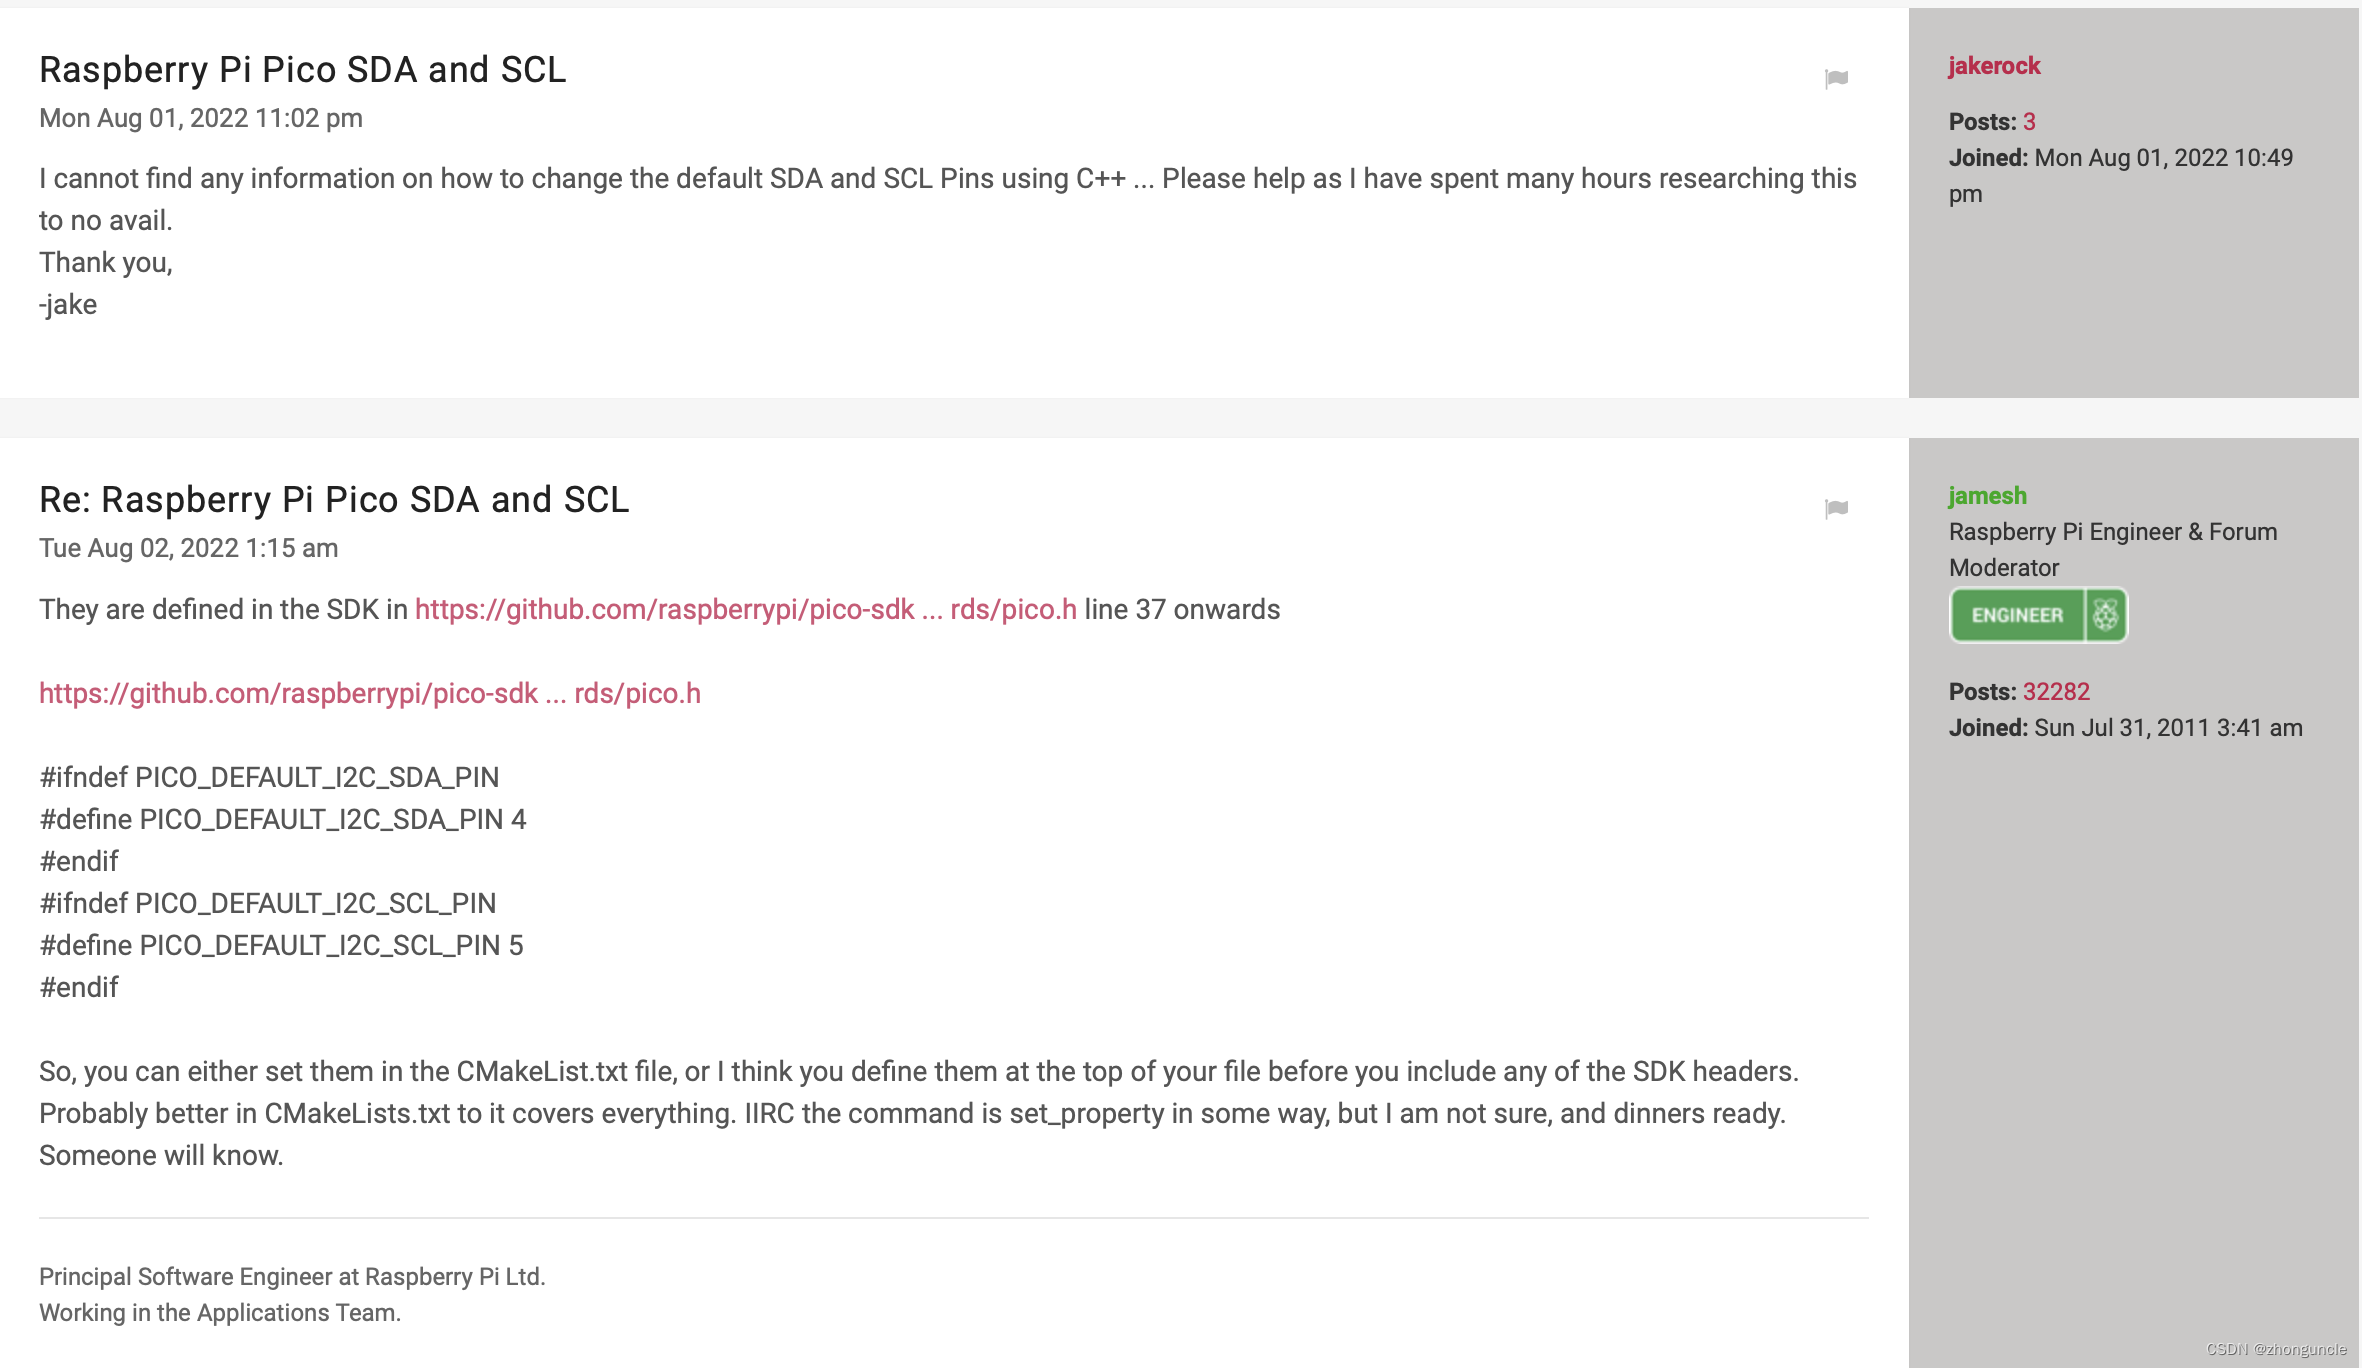 Raspberry Pi Pico SDA and SCL
Mon Aug 01, 2022 11:02 pm
I cannot find any information on how to change the default SDA and SCL Pins using C++ ... Please help as I have spent many hours researching this
to no avail.
Thank you,
-jake
jakerock
Posts: 3
Joined: Mon Aug 01, 2022 10:49
pm
Re: Raspberry Pi Pico SDA and SCL
Tue Aug 02, 2022 1:15 am
They are defined in the SDK in https://github.com/raspberrypi/pico-sdk ... rds/pico.h line 37 onwards
https://github.com/raspberrypi/pico-sdk ... rds/pico.h
#ifndef PICO_DEFAULT_I2C_SDA_PIN
#define PICO_DEFAULT_I2C_SDA_PIN 4
#endif
#ifndef PICO_DEFAULT_I2C_SCL_PIN
#define PICO_DEFAULT_I2C_SCL_PIN 5
#endif
So, you can either set them in the CMakeList.txt file, or I think you define them at the top of your file before you include any of the SDK headers.
Probably better in CMakeLists.txt to it covers everything. IIRC the command is set_property in some way, but I am not sure, and dinners ready.
Someone will know.
Principal Software Engineer at Raspberry Pi Ltd.
Working in the Applications Team.
jamesh
Raspberry Pi Engineer & Forum
Moderator
ENGINEER
Posts: 32282
Joined: Sun Jul 31, 2011 3:41 am
CSDN @zhonguncle